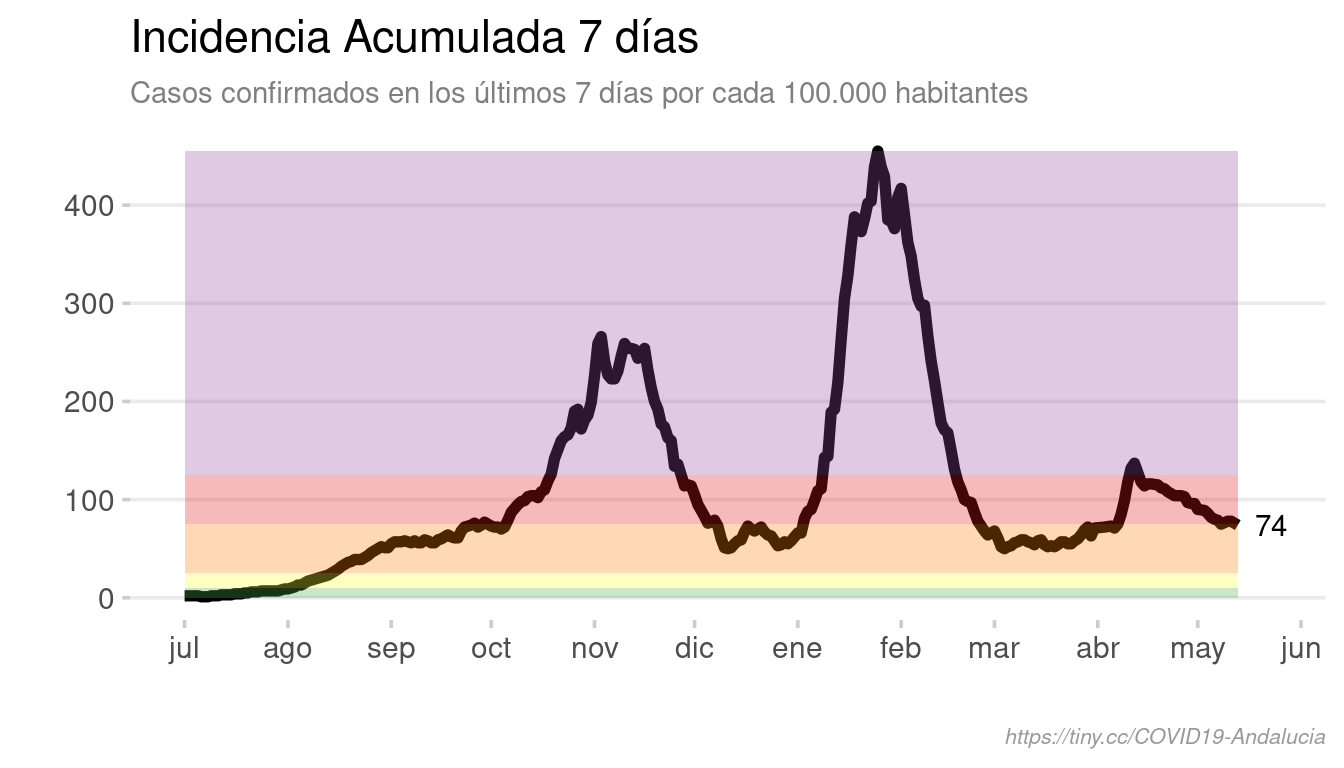 Incidencia Acumulada 7 días
Casos confirmados en los últimos 7 días por cada 100.000 habitantes
400
300
200
100
0
74
jul ago sep oct nov dic ene feb mar abr may jun
https://tiny.cc/COVID19-Andalucia